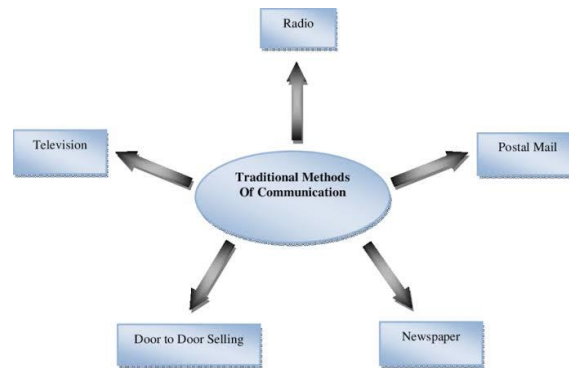 Radio
Television
Postal Mail
Traditional Methods
Of Communication
Door to Door Selling
Newspaper